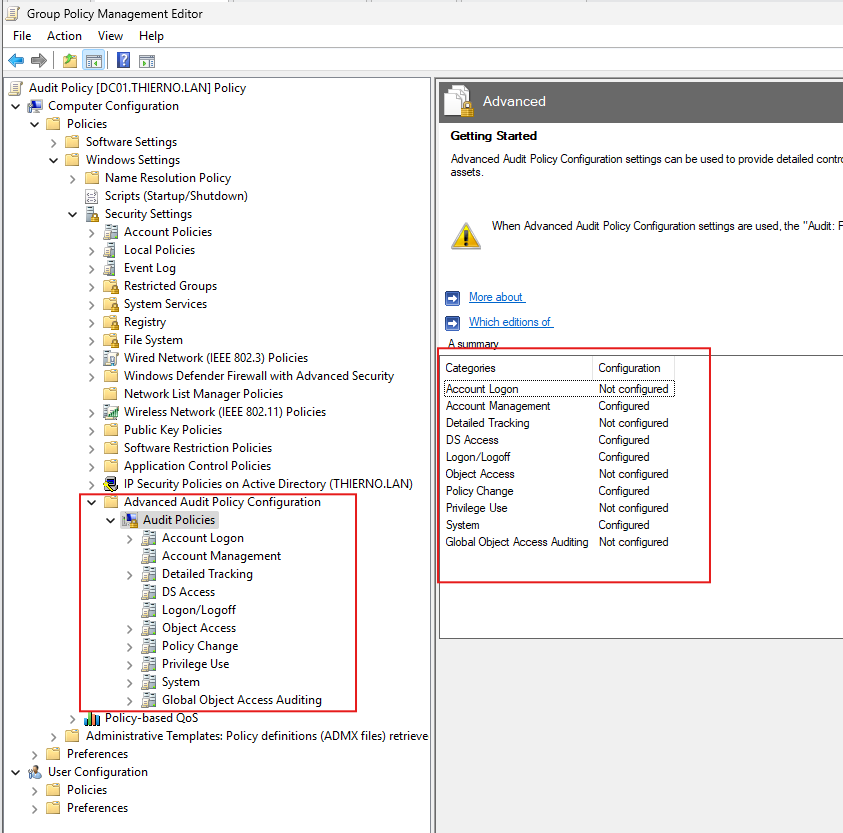 Group Policy Management Editor
File Action View Help
Audit Policy [DC01.THIERNO.LAN] Policy
Computer Configuration
Policies
Software Settings
Windows Settings
Name Resolution Policy
Scripts (Startup/Shutdown)
Security Settings
Account Policies
Local Policies
Event Log
Restricted Groups
System Services
Registry
File System
Wired Network (IEEE 802.3) Policies
Windows Defender Firewall with Advanced Security
Network List Manager Policies
Wireless Network (IEEE 802.11) Policies
Public Key Policies
Software Restriction Policies
Application Control Policies
IP Security Policies on Active Directory (THIERNO.LAN)
Advanced Audit Policy Configuration
Audit Policies
Account Logon
Account Management
Detailed Tracking
DS Access
Logon/Logoff
Object Access
Policy Change
Privilege Use
System
Global Object Access Auditing
Policy-based QoS
Administrative Templates: Policy definitions (ADMX files) retrieve
Preferences
User Configuration
Policies
Preferences
Advanced
Getting Started
Advanced Audit Policy Configuration settings can be used to provide detailed contro
assets.
When Advanced Audit Policy Configuration settings are used, the "Audit: F
More about
Which editions of
A summary
Categories Configuration
Account Logon Not configured
Account Management Configured
Detailed Tracking Not configured
DS Access Configured
Logon/Logoff Configured
Object Access Not configured
Policy Change Configured
Privilege Use Not configured
System Configured
Global Object Access Auditing Not configured